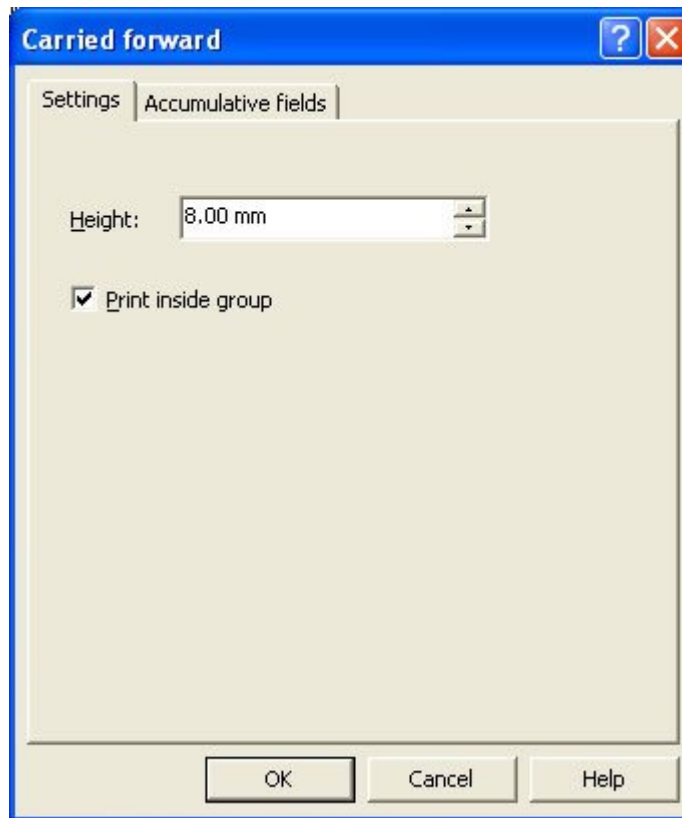 Carried forward
Settings Accumulative fields
Height: 8.00 mm
Print inside group
OK Cancel Help